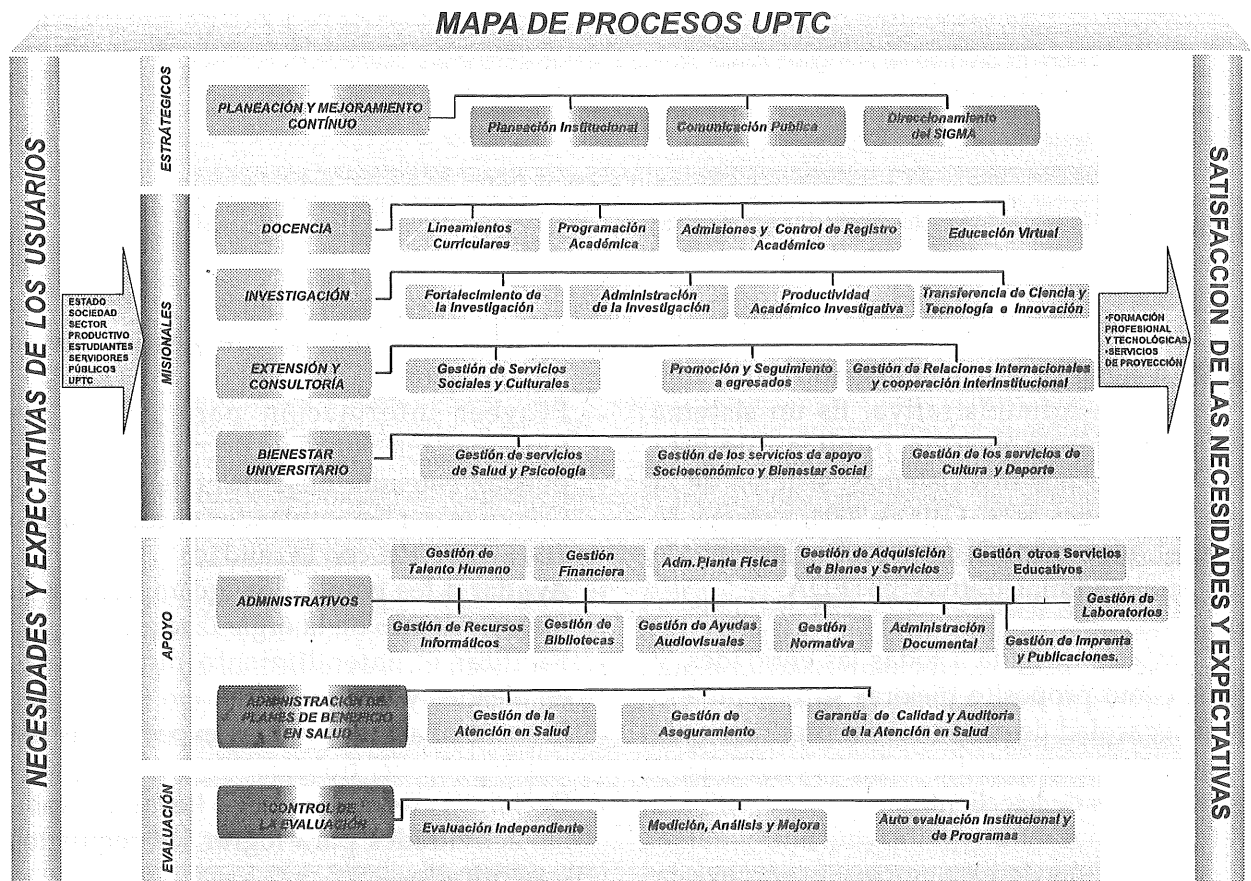 MAPA DE PROCESOS UPTC
NECESIDADES Y EXPECTATIVAS DE LOS USUARIOS
ESTADO
SOCIEDAD
SECTOR
PRODUCTIVO
ESTUDIANTES
SERVIDORES
PÚBLICOS
UPTC
ESTRÁTEGICOS
PLANEACIÓN Y MEJORAMIENTO
CONTÍNUO
Planeación Institucional
Comunicación Publica
Direccionamiento
del SIGMA
MISIONALES
DOCENCIA
Lineamientos
Curriculares
Programación
Académica
Admisiones y Control de Registro
Académico
Educación Virtual
INVESTIGACIÓN
Fortalecimiento de
la Investigación
Administración
de la Investigación
Productividad
Académico Investigativa
Transferencia de Ciencia y
Tecnología e Innovación
EXTENSIÓN Y
CONSULTORÍA
Gestión de Servicios
Sociales y Culturales
Promoción y Seguimiento
a egresados
Gestión de Relaciones Internacionales
y cooperación Interinstitucional
BIENESTAR
UNIVERSITARIO
Gestión de servicios
de Salud y Psicología
Gestión de los servicios de apoyo
Socioeconómico y Bienestar Social
Gestión de los servicios de
Cultura y Deporte
APOYO
ADMINISTRATIVOS
Gestión de
Talento Humano
Gestión
Financiera
Adm. Planta Fisica
Gestión de Adquisición
de Bienes y Servicios
Gestión otros Servicios
Educativos
Gestión de
Laboratorios
Gestión de Recursos
Informáticos
Gestión de
Bibliotecas
Gestión de Ayudas
Audiovisuales
Gestión
Normativa
Administración
Documental
Gestión de Imprenta
y Publicaciones.
ADMINISTRACIÓN DE
PLANES DE BENEFICIO
EN SALUD
Gestión de la
Atención en Salud
Gestión de
Aseguramiento
Garantía de Calidad y Auditoria
de la Atención en Salud
EVALUACIÓN
CONTROL DE
LA EVALUACIÓN
Evaluación Independiente
Medición, Análisis y Mejora
Auto evaluación Institucional y
de Programas
•FORMACIÓN
PROFESIONAL
Y TECNOLÓGICAS
•SERVICIOS
DE PROYECCIÓN
SATISFACCION DE LAS NECESIDADES Y EXPECTATIVAS